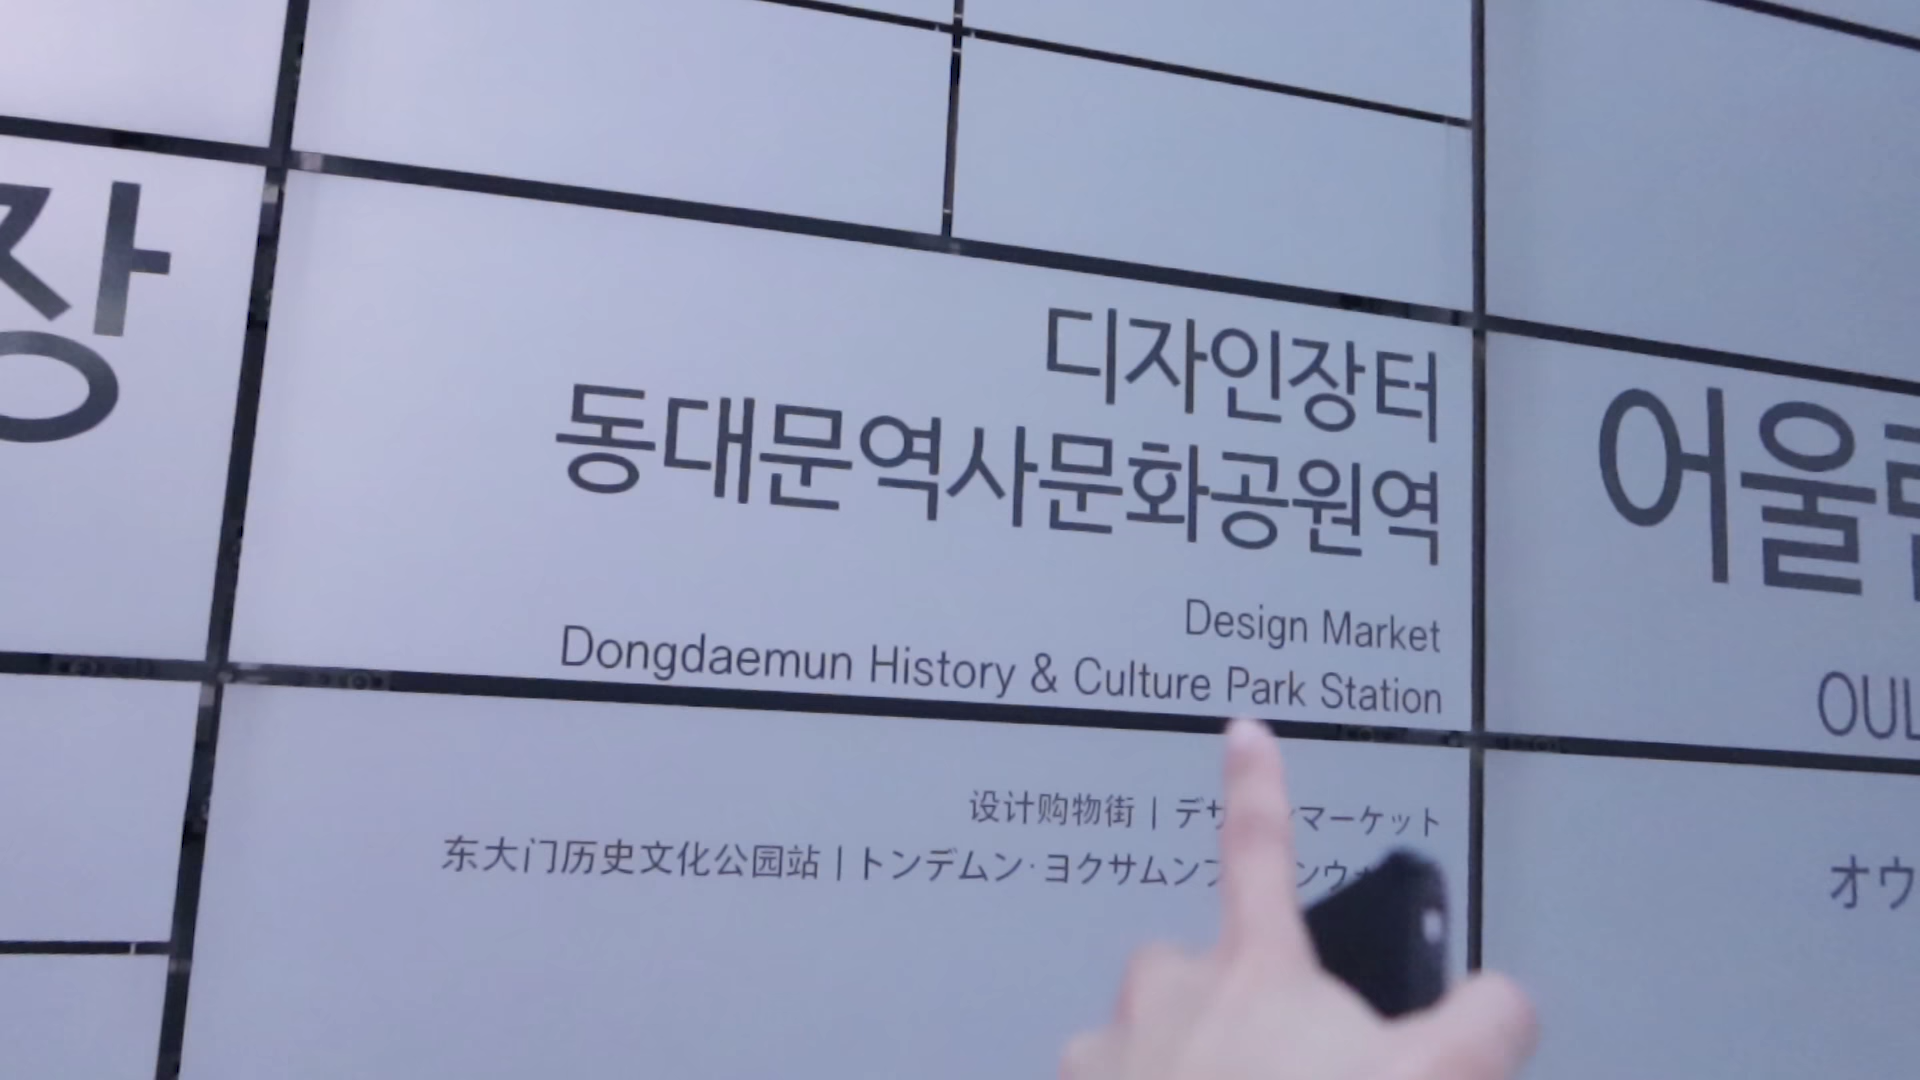 장
디자인장터
동대문역사문화공원역
Design Market
Dongdaemun History & Culture Park Station
设计购物街 | デザインマーケット
东大门历史文化公园站 | トンデムン·ヨクサムン
어울
OUL
オウ